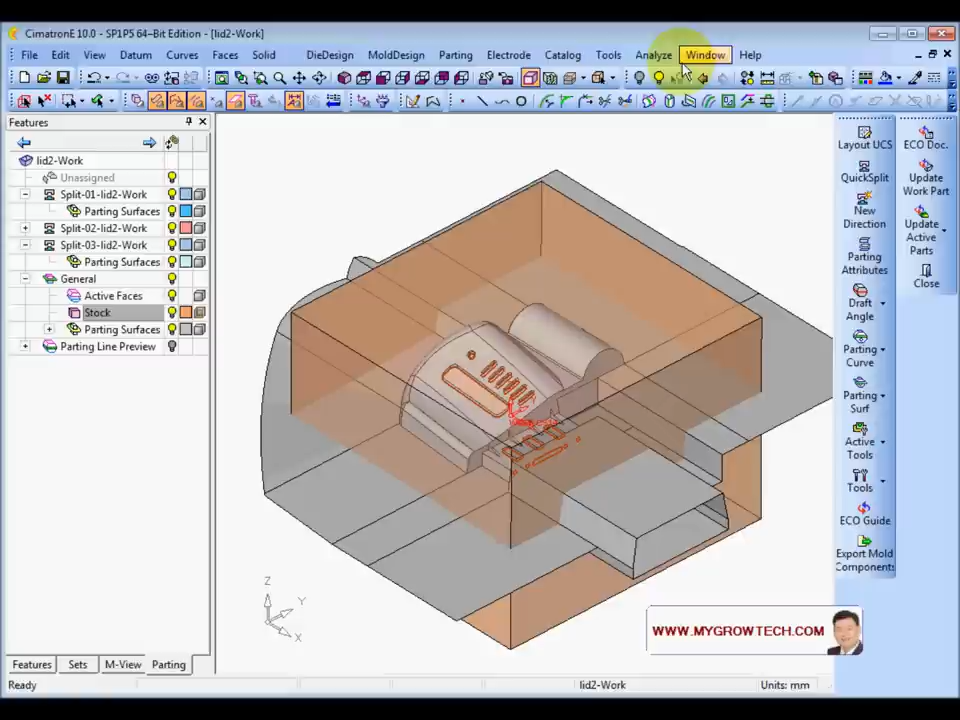 CimatronE 10.0 - SP1P5 64-Bit Edition - [lid2-Work]
File Edit View Datum Curves Faces Solid DieDesign MoldDesign Parting Electrode Catalog Tools Analyze Window Help
Features
lid2-Work
Unassigned
Split-01-lid2-Work
Parting Surfaces
Split-02-lid2-Work
Split-03-lid2-Work
Parting Surfaces
General
Active Faces
Stock
Parting Surfaces
Parting Line Preview
Layout UCS
QuickSplit
New Direction
Parting Attributes
Draft Angle
Parting Curve
Parting Surf
Active Tools
Tools
ECO Guide
Export Mold Components
ECO Doc.
Update Work Part
Update Active Parts
Close
Z
Y
X
WWW.MYGROWTECH.COM
Features Sets M-View Parting
Ready
lid2-Work
Units: mm